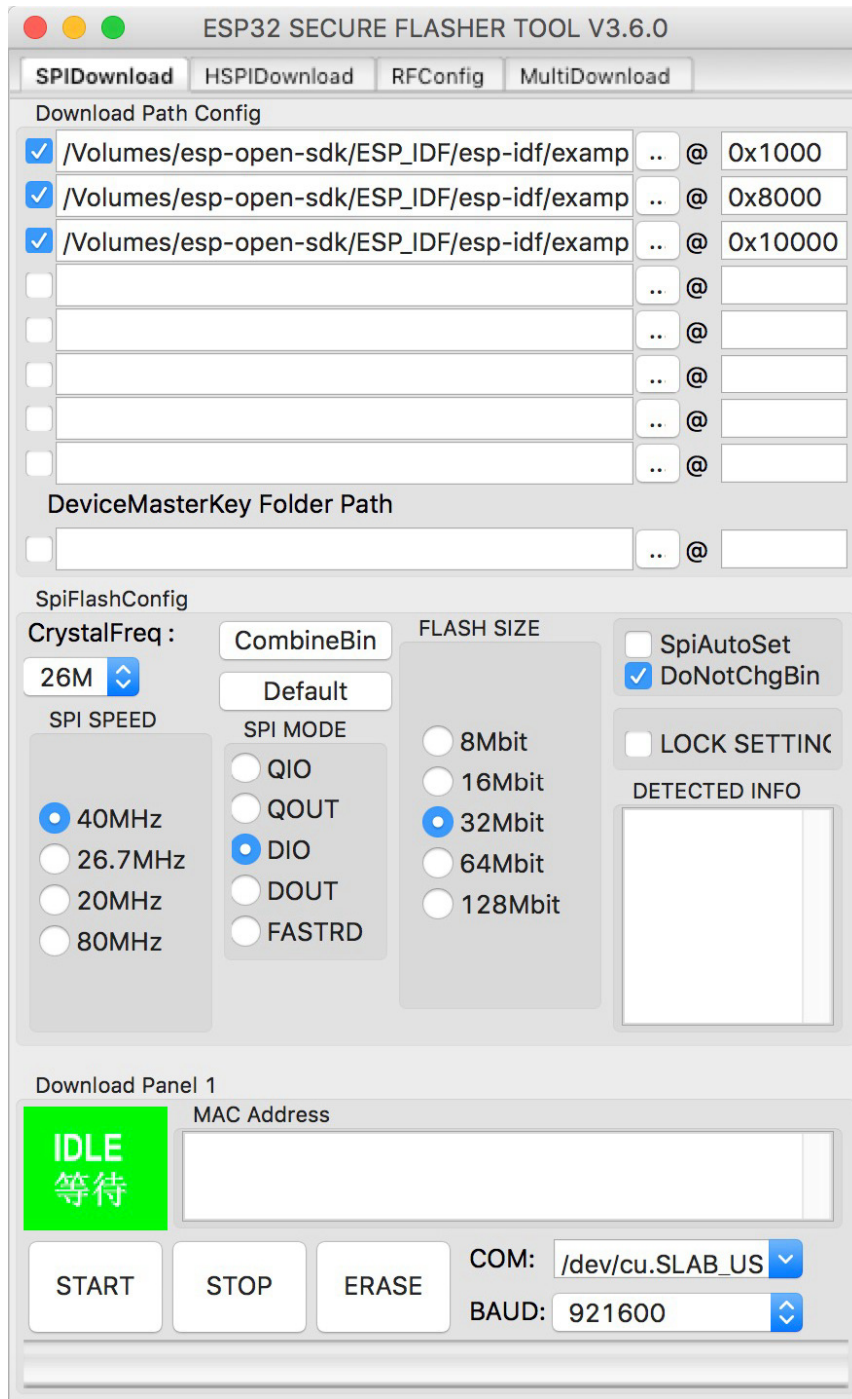 ESP32 SECURE FLASHER TOOL V3.6.0
SPIDownload HSPIDownload RFConfig MultiDownload
Download Path Config
/Volumes/esp-open-sdk/ESP_IDF/esp-idf/examp .. @ 0x1000
/Volumes/esp-open-sdk/ESP_IDF/esp-idf/examp .. @ 0x8000
/Volumes/esp-open-sdk/ESP_IDF/esp-idf/examp .. @ 0x10000
.. @
.. @
.. @
.. @
.. @
DeviceMasterKey Folder Path
.. @
SpiFlashConfig
CrystalFreq :
26M
SPI SPEED
40MHz
26.7MHz
20MHz
80MHz
CombineBin
Default
SPI MODE
QIO
QOUT
DIO
DOUT
FASTRD
FLASH SIZE
8Mbit
16Mbit
32Mbit
64Mbit
128Mbit
SpiAutoSet
DoNotChgBin
LOCK SETTING
DETECTED INFO
Download Panel 1
IDLE
等待
MAC Address
START STOP ERASE
COM: /dev/cu.SLAB_US
BAUD: 921600